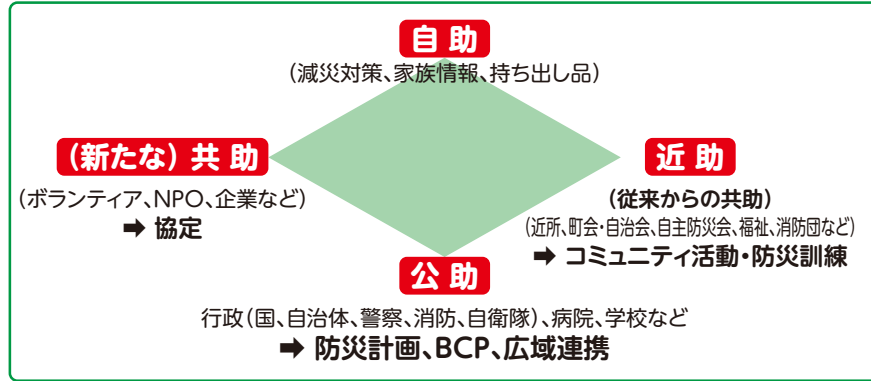 自助
(減災対策、家族情報、持ち出し品)
(新たな)共助
(ボランティア、NPO、企業など)
➡ 協定
近助
(従来からの共助)
(近所、町会・自治会、自主防災会、福祉、消防団など)
➡ コミュニティ活動・防災訓練
公助
行政(国、自治体、警察、消防、自衛隊)、病院、学校など
➡ 防災計画、BCP、広域連携